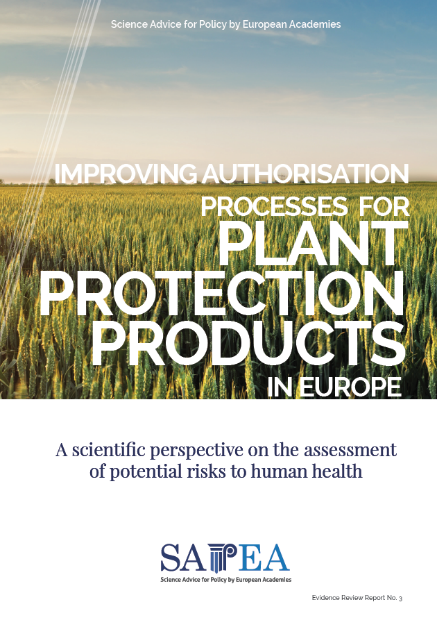 Science Advice for Policy by European Academies
IMPROVING AUTHORISATION
PROCESSES FOR
PLANT
PROTECTION
PRODUCTS
IN EUROPE
A scientific perspective on the assessment
of potential risks to human health
SAPEA
Science Advice for Policy by European Academies
Evidence Review Report No. 3